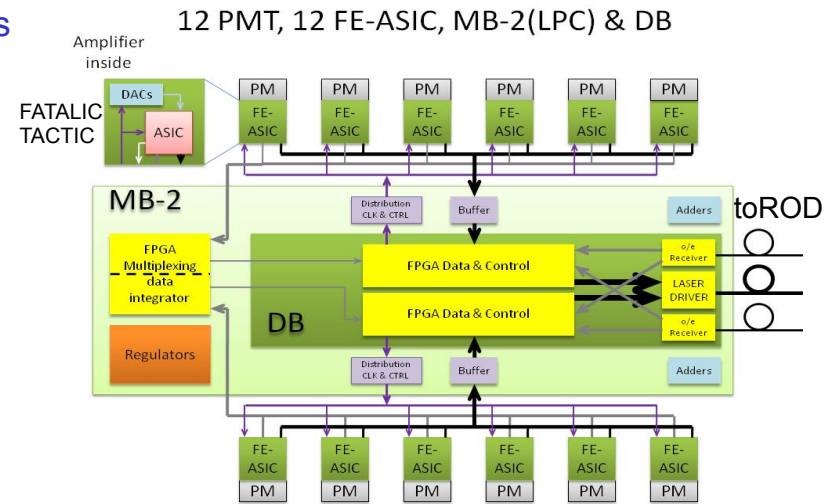 s
12 PMT, 12 FE-ASIC, MB-2(LPC) & DB
Amplifier
inside
DACs
ASIC
FATALIC
TACTIC
PM
FE-
ASIC
PM
FE-
ASIC
PM
FE-
ASIC
PM
FE-
ASIC
PM
FE-
ASIC
PM
FE-
ASIC
MB-2
Distribution
CLK & CTRL
Buffer
Adders
toROD
FPGA
Multiplexing
data
integrator
FPGA Data & Control
o/e
Receiver
LASER
DRIVER
FPGA Data & Control
o/e
Receiver
DB
Regulators
Distribution
CLK & CTRL
Buffer
Adders
FE-
ASIC
PM
FE-
ASIC
PM
FE-
ASIC
PM
FE-
ASIC
PM
FE-
ASIC
PM
FE-
ASIC
PM